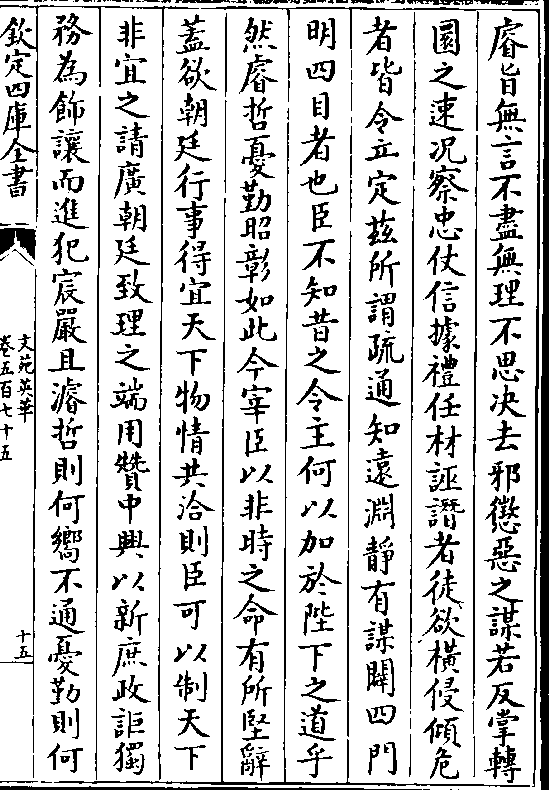 睿旨無言不盡無理不思決去邪懲惡之謀若反掌轉
圜之速况察忠仗信據禮任材誣譖者徒欲橫侵傾危
者皆令立定兹所謂疏通知遠淵静有謀闢四門
明四目者也臣不知昔之令主何以加於陛下之道乎
然睿哲憂勤昭彰如此今宰臣以非時之命有所堅辭
蓋欲朝廷行事得宜天下物情共洽則臣可以制天下
非宜之請廣朝廷致理之端用贊中興以新庶政詎獨
務為飾讓而進犯宸嚴且濬哲則何嚮不通憂勤則何
欽定四庫全書
文苑英華
卷五百七十五
十五